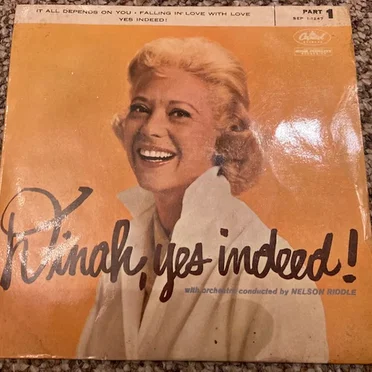 IT ALL DEPENDS ON YOU • FALLING IN LOVE WITH LOVE
YES INDEED!
PART 1
Capitol
Dinah, yes indeed!
with orchestra conducted by NELSON RIDDLE